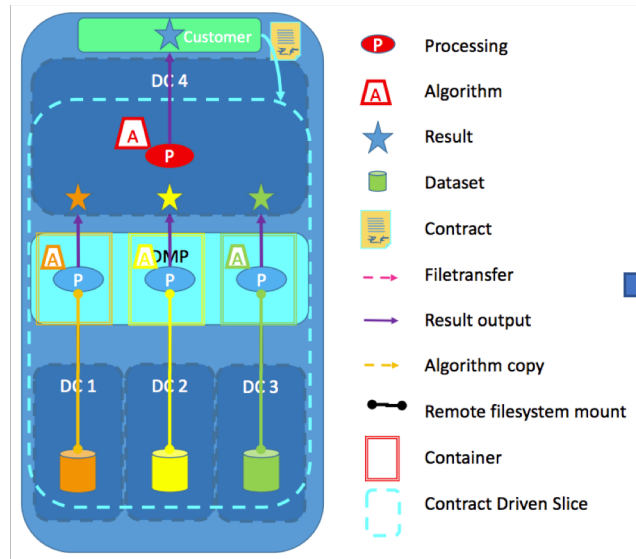 Customer
DC 4
A
P
A
DMP
A
A
P
P
P
DC 1
DC 2
DC 3
P
Processing
A
Algorithm
Result
Dataset
Contract
Filetransfer
Result output
Algorithm copy
Remote filesystem mount
Container
Contract Driven Slice